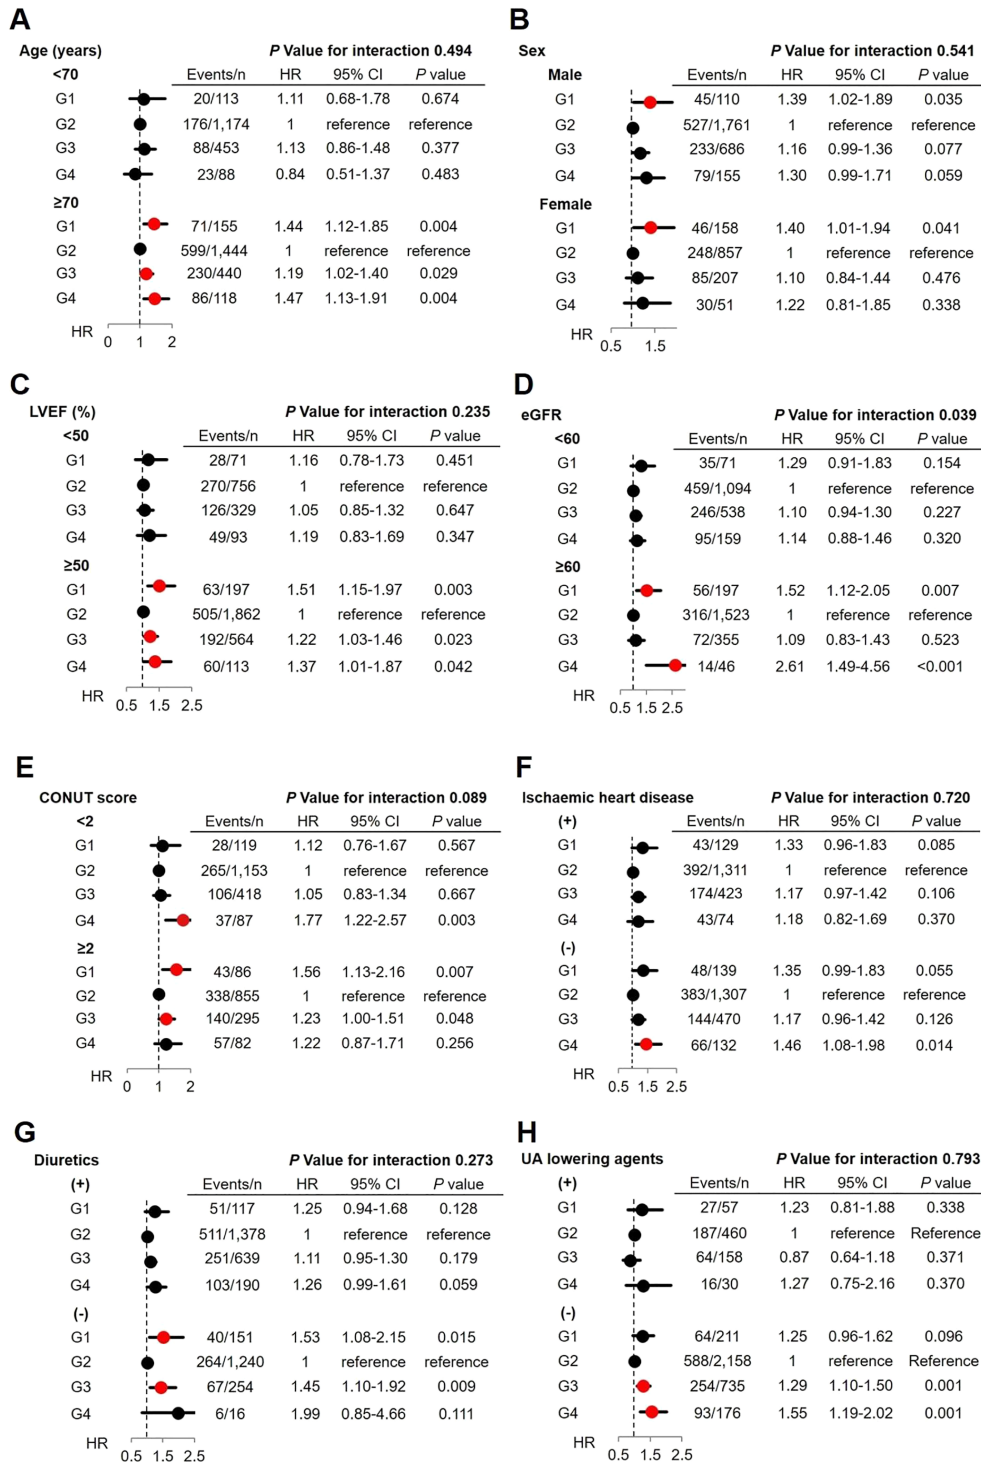 A
Age (years)
P Value for interaction 0.494
<70 Events/n HR 95% CI P value
G1 20/113 1.11 0.68-1.78 0.674
G2 176/1,174 1 reference reference
G3 88/453 1.13 0.86-1.48 0.377
G4 23/88 0.84 0.51-1.37 0.483
≥70
G1 71/155 1.44 1.12-1.85 0.004
G2 599/1,444 1 reference reference
G3 230/440 1.19 1.02-1.40 0.029
G4 86/118 1.47 1.13-1.91 0.004
HR
0 1 2
B
Sex
P Value for interaction 0.541
Male Events/n HR 95% CI P value
G1 45/110 1.39 1.02-1.89 0.035
G2 527/1,761 1 reference reference
G3 233/686 1.16 0.99-1.36 0.077
G4 79/155 1.30 0.99-1.71 0.059
Female
G1 46/158 1.40 1.01-1.94 0.041
G2 248/857 1 reference reference
G3 85/207 1.10 0.84-1.44 0.476
G4 30/51 1.22 0.81-1.85 0.338
HR
0.5 1.5
C
LVEF (%)
P Value for interaction 0.235
<50 Events/n HR 95% CI P value
G1 28/71 1.16 0.78-1.73 0.451
G2 270/756 1 reference reference
G3 126/329 1.05 0.85-1.32 0.647
G4 49/93 1.19 0.83-1.69 0.347
≥50
G1 63/197 1.51 1.15-1.97 0.003
G2 505/1,862 1 reference reference
G3 192/564 1.22 1.03-1.46 0.023
G4 60/113 1.37 1.01-1.87 0.042
HR
0.5 1.5 2.5
D
eGFR
P Value for interaction 0.039
<60 Events/n HR 95% CI P value
G1 35/71 1.29 0.91-1.83 0.154
G2 459/1,094 1 reference reference
G3 246/538 1.10 0.94-1.30 0.227
G4 95/159 1.14 0.88-1.46 0.320
≥60
G1 56/197 1.52 1.12-2.05 0.007
G2 316/1,523 1 reference reference
G3 72/355 1.09 0.83-1.43 0.523
G4 14/46 2.61 1.49-4.56 <0.001
HR
0.5 1.5 2.5
E
CONUT score
P Value for interaction 0.089
<2 Events/n HR 95% CI P value
G1 28/119 1.12 0.76-1.67 0.567
G2 265/1,153 1 reference reference
G3 106/418 1.05 0.83-1.34 0.667
G4 37/87 1.77 1.22-2.57 0.003
≥2
G1 43/86 1.56 1.13-2.16 0.007
G2 338/855 1 reference reference
G3 140/295 1.23 1.00-1.51 0.048
G4 57/82 1.22 0.87-1.71 0.256
HR
0 1 2
F
Ischaemic heart disease
P Value for interaction 0.720
(+) Events/n HR 95% CI P value
G1 43/129 1.33 0.96-1.83 0.085
G2 392/1,311 1 reference reference
G3 174/423 1.17 0.97-1.42 0.106
G4 43/74 1.18 0.82-1.69 0.370
(-)
G1 48/139 1.35 0.99-1.83 0.055
G2 383/1,307 1 reference reference
G3 144/470 1.17 0.96-1.42 0.126
G4 66/132 1.46 1.08-1.98 0.014
HR
0.5 1.5 2.5
G
Diuretics
P Value for interaction 0.273
(+) Events/n HR 95% CI P value
G1 51/117 1.25 0.94-1.68 0.128
G2 511/1,378 1 reference reference
G3 251/639 1.11 0.95-1.30 0.179
G4 103/190 1.26 0.99-1.61 0.059
(-)
G1 40/151 1.53 1.08-2.15 0.015
G2 264/1,240 1 reference reference
G3 67/254 1.45 1.10-1.92 0.009
G4 6/16 1.99 0.85-4.66 0.111
HR
0.5 1.5 2.5
H
UA lowering agents
P Value for interaction 0.793
(+) Events/n HR 95% CI P value
G1 27/57 1.23 0.81-1.88 0.338
G2 187/460 1 reference Reference
G3 64/158 0.87 0.64-1.18 0.371
G4 16/30 1.27 0.75-2.16 0.370
(-)
G1 64/211 1.25 0.96-1.62 0.096
G2 588/2,158 1 reference Reference
G3 254/735 1.29 1.10-1.50 0.001
G4 93/176 1.55 1.19-2.02 0.001
HR
0.5 1.5 2.5